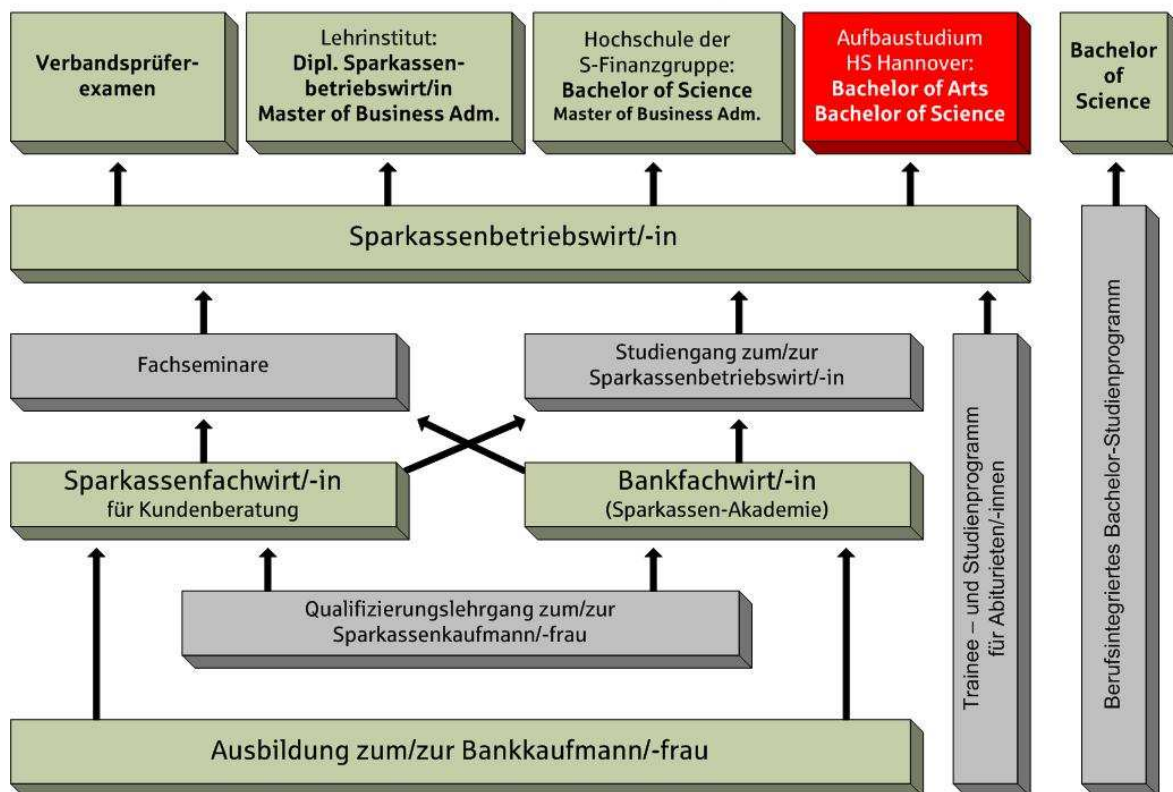 Verbandsprüfer-
examen
Lehrinstitut:
Dipl. Sparkassen-
betriebswirt/in
Master of Business Adm.
Hochschule der
S-Finanzgruppe:
Bachelor of Science
Master of Business Adm.
Aufbaustudium
HS Hannover:
Bachelor of Arts
Bachelor of Science
Bachelor
of
Science
Sparkassenbetriebswirt/-in
Fachseminare
Studiengang zum/zur
Sparkassenbetriebswirt/-in
Sparkassenfachwirt/-in
für Kundenberatung
Bankfachwirt/-in
(Sparkassen-Akademie)
Qualifizierungslehrgang zum/zur
Sparkassenkaufmann/-frau
Ausbildung zum/zur Bankkaufmann/-frau
Trainee – und Studienprogramm
für Abiturieten/-innen
Berufsintegriertes Bachelor-Studienprogramm